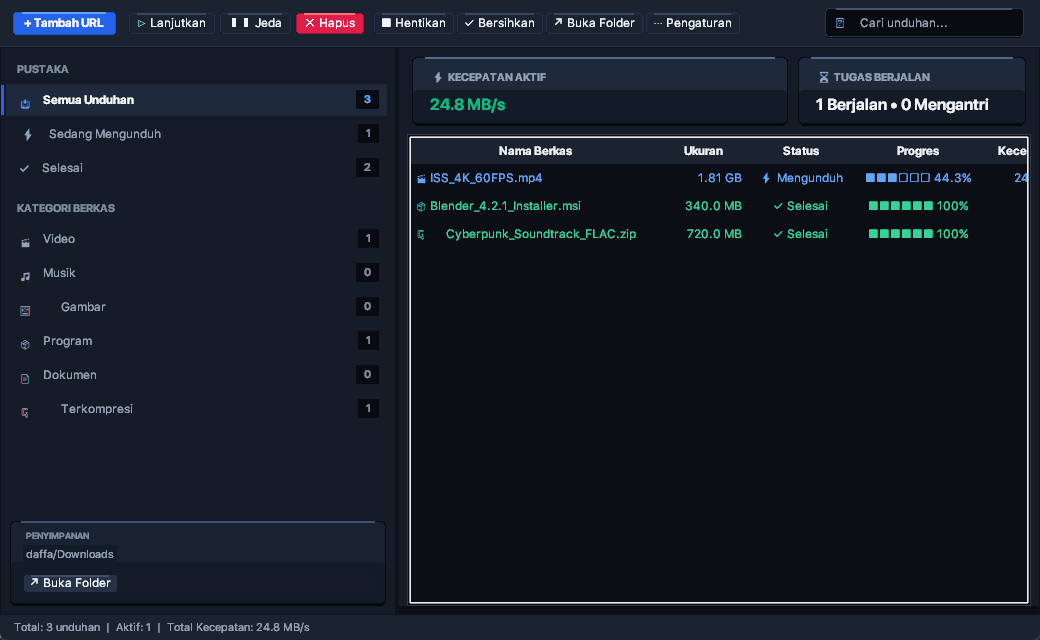 + Tambah URL
Lanjutkan
Jeda
Hapus
Hentikan
Bersihkan
Buka Folder
Pengaturan
Cari unduhan...
PUSTAKA
Semua Unduhan 3
Sedang Mengunduh 1
Selesai 2
KATEGORI BERKAS
Video 1
Musik 0
Gambar 0
Program 1
Dokumen 0
Terkompresi 1
PENYIMPANAN
daffa/Downloads
Buka Folder
KECEPATAN AKTIF
24.8 MB/s
TUGAS BERJALAN
1 Berjalan • 0 Mengantri
Nama Berkas Ukuran Status Progres Kece
ISS_4K_60FPS.mp4 1.81 GB Mengunduh 44.3% 24
Blender_4.2.1_Installer.msi 340.0 MB ✓ Selesai 100%
Cyberpunk_Soundtrack_FLAC.zip 720.0 MB ✓ Selesai 100%
Total: 3 unduhan | Aktif: 1 | Total Kecepatan: 24.8 MB/s